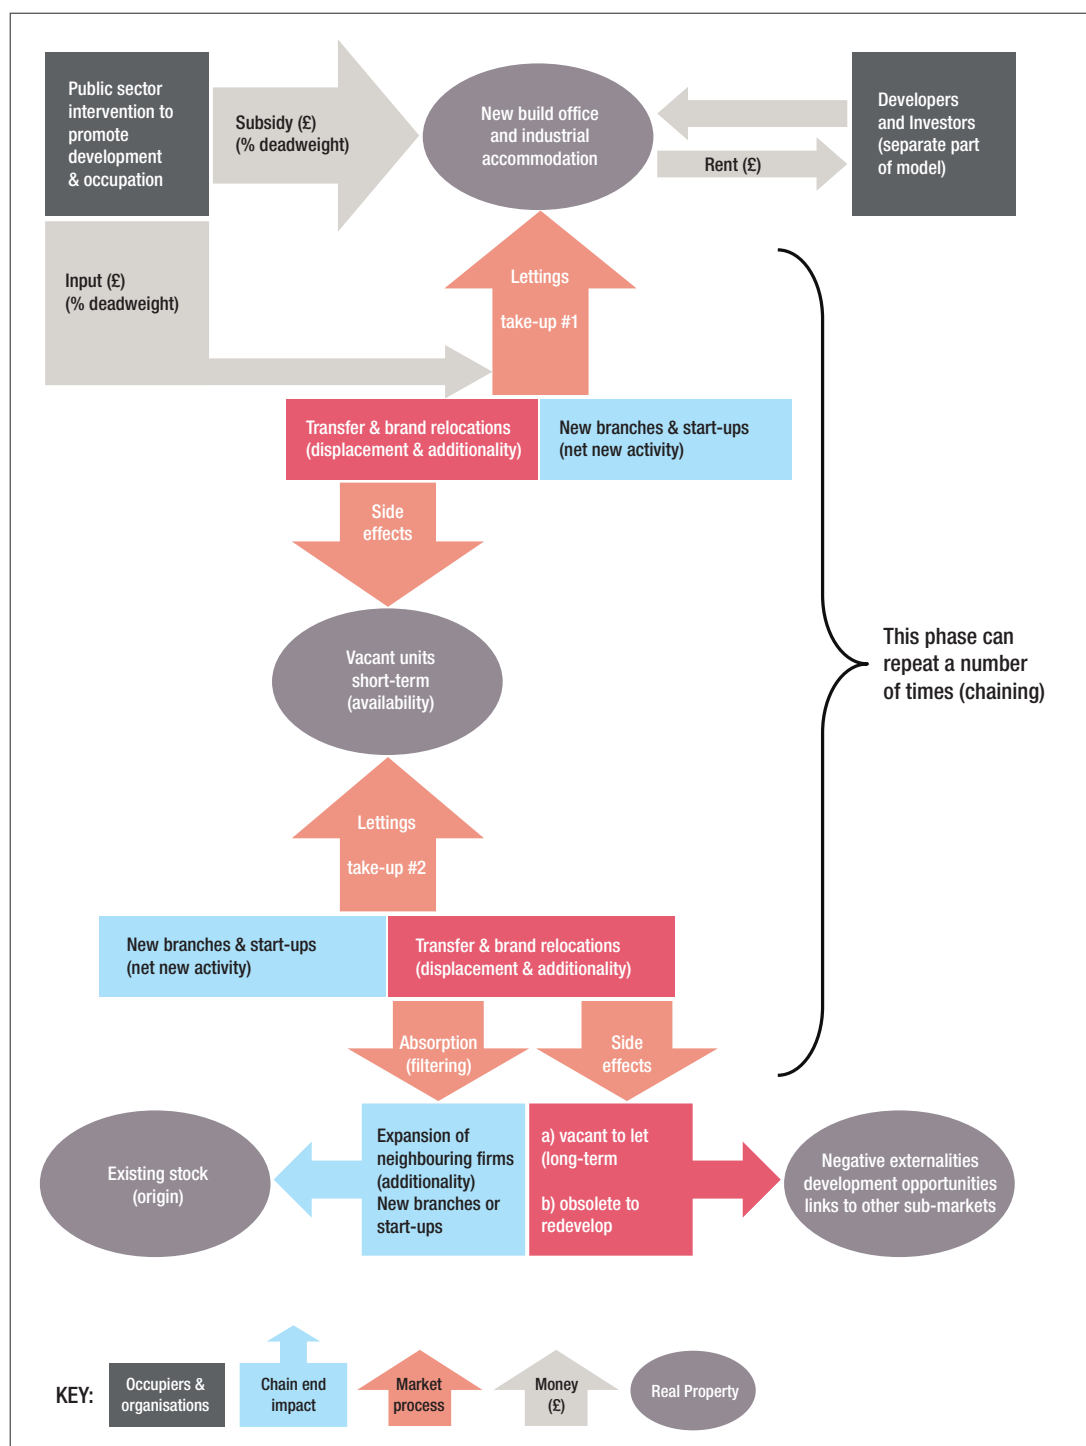 Public sector
intervention to
promote
development
& occupation
Subsidy (£)
(% deadweight)
New build office
and industrial
accommodation
Rent (£)
Developers
and Investors
(separate part
of model)
Input (£)
(% deadweight)
Lettings
take-up #1
Transfer & brand relocations
(displacement & additionality)
New branches & start-ups
(net new activity)
Side
effects
Vacant units
short-term
(availability)
This phase can
repeat a number
of times (chaining)
Lettings
take-up #2
New branches & start-ups
(net new activity)
Transfer & brand relocations
(displacement & additionality)
Absorption
(filtering)
Side
effects
Existing stock
(origin)
Expansion of
neighbouring firms
(additionality)
New branches or
start-ups
a) vacant to let
(long-term
b) obsolete to
redevelop
Negative externalities
development opportunities
links to other sub-markets
KEY:
Occupiers &
organisations
Chain end
impact
Market
process
Money
(£)
Real Property